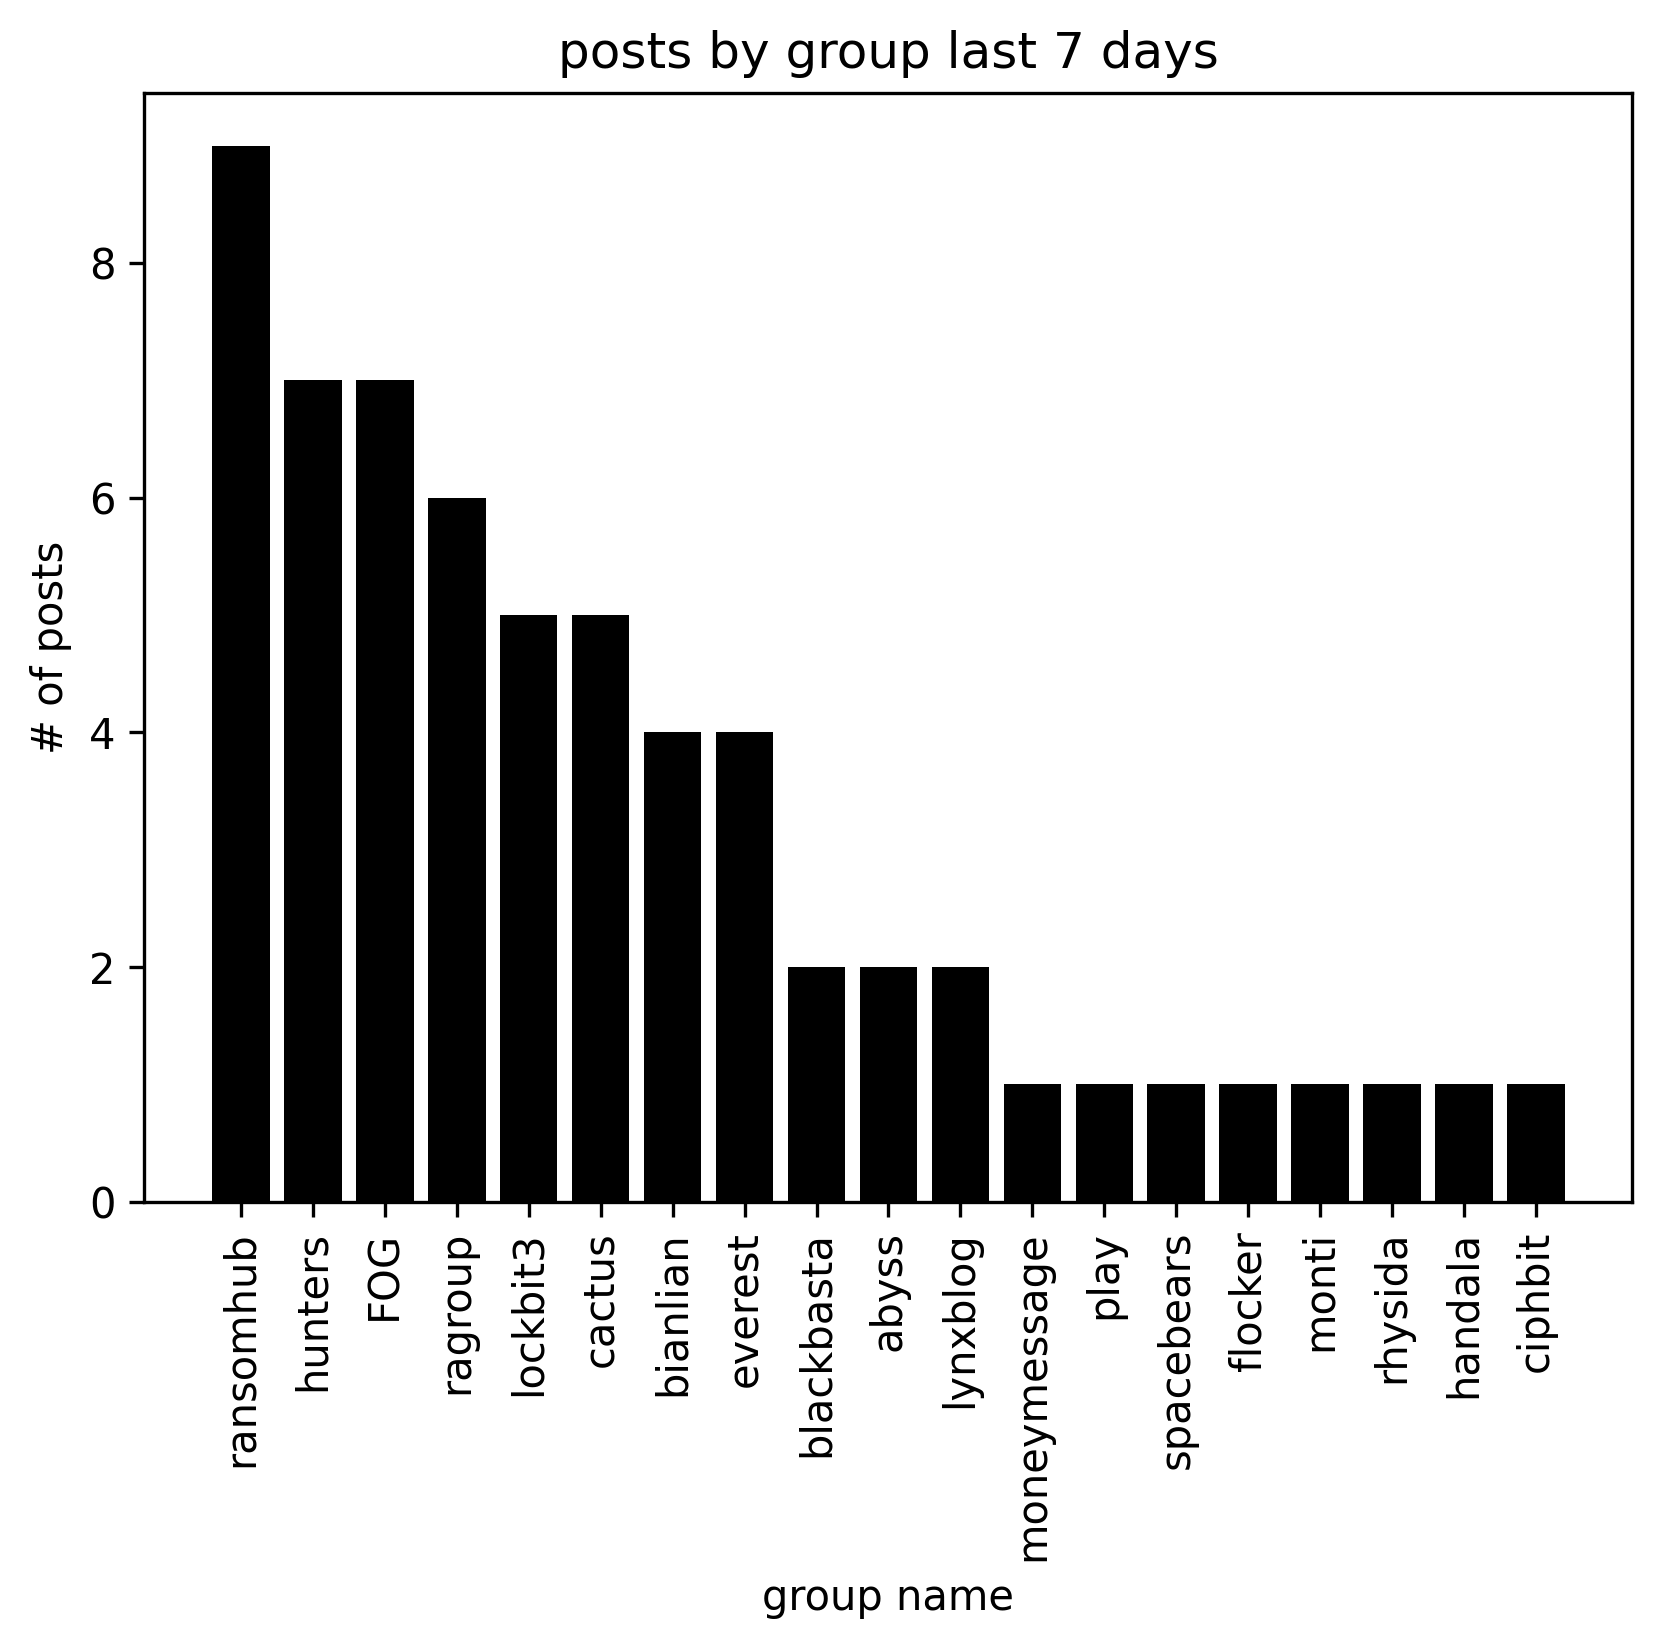 posts by group last 7 days
# of posts
8
6
4
2
0
ransomhub
hunters
FOG
ragroup
lockbit3
cactus
bianlian
everest
blackbasta
abyss
lynxblog
moneymessage
play
spacebears
flocker
monti
rhysida
handala
ciphbit
group name